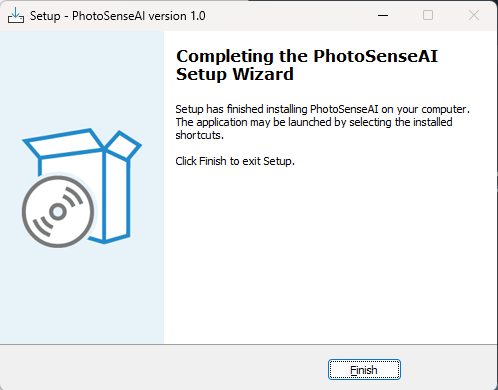 Setup - PhotoSenseAI version 1.0
Completing the PhotoSenseAI
Setup Wizard
Setup has finished installing PhotoSenseAI on your computer.
The application may be launched by selecting the installed
shortcuts.
Click Finish to exit Setup.
Finish